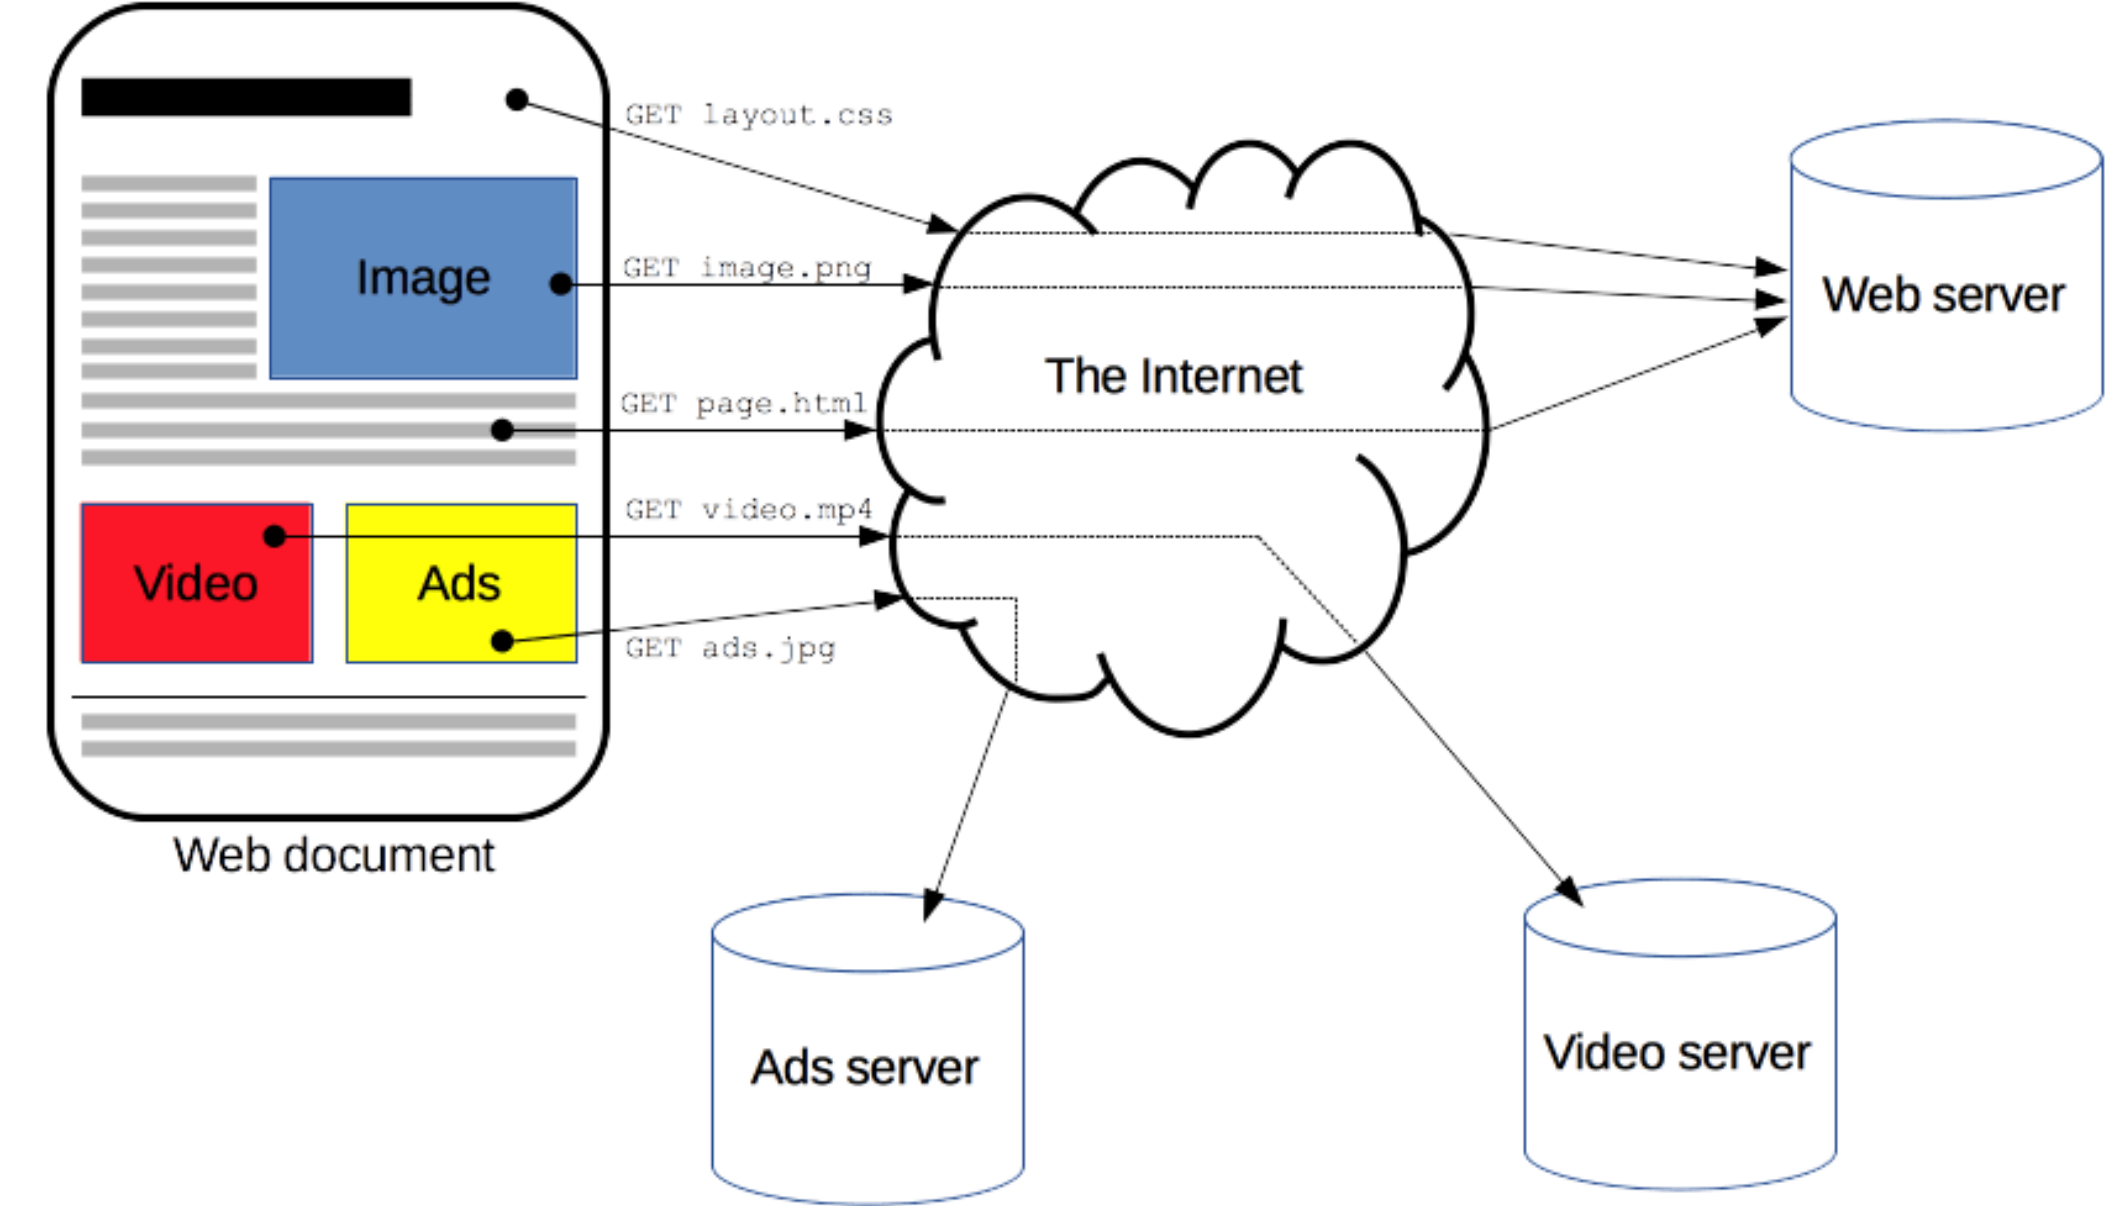 GET layout.css
GET image.png
Image
Web server
The Internet
GET page.html
GET video.mp4
Video
Ads
GET ads.jpg
Web document
Ads server
Video server